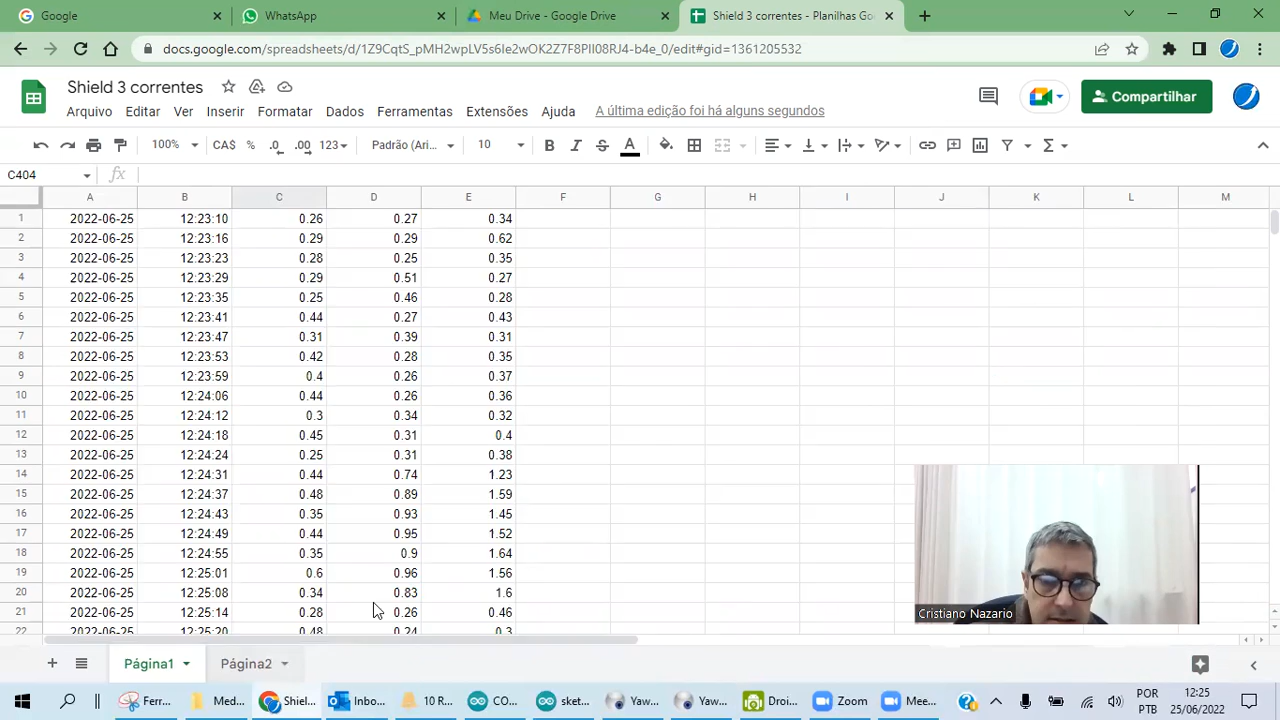 Google
WhatsApp
Meu Drive - Google Drive
Shield 3 correntes - Planilhas Go
docs.google.com/spreadsheets/d/1Z9CqtS_pMH2wpLV5s6Ie2wOK2Z7F8PIl08RJ4-b4e_0/edit#gid=1361205532
Shield 3 correntes
Arquivo Editar Ver Inserir Formatar Dados Ferramentas Extensões Ajuda A última edição foi há alguns segundos
Compartilhar
100% CA$ % .0 .00 123 Padrão (Ari... 10 B I S A
C404 fx
A B C D E F G H I J K L M
1 2022-06-25 12:23:10 0.26 0.27 0.34
2 2022-06-25 12:23:16 0.29 0.29 0.62
3 2022-06-25 12:23:23 0.28 0.25 0.35
4 2022-06-25 12:23:29 0.29 0.51 0.27
5 2022-06-25 12:23:35 0.25 0.46 0.28
6 2022-06-25 12:23:41 0.44 0.27 0.43
7 2022-06-25 12:23:47 0.31 0.39 0.31
8 2022-06-25 12:23:53 0.42 0.28 0.35
9 2022-06-25 12:23:59 0.4 0.26 0.37
10 2022-06-25 12:24:06 0.44 0.26 0.36
11 2022-06-25 12:24:12 0.3 0.34 0.32
12 2022-06-25 12:24:18 0.45 0.31 0.4
13 2022-06-25 12:24:24 0.25 0.31 0.38
14 2022-06-25 12:24:31 0.44 0.74 1.23
15 2022-06-25 12:24:37 0.48 0.89 1.59
16 2022-06-25 12:24:43 0.35 0.93 1.45
17 2022-06-25 12:24:49 0.44 0.95 1.52
18 2022-06-25 12:24:55 0.35 0.9 1.64
19 2022-06-25 12:25:01 0.6 0.96 1.56
20 2022-06-25 12:25:08 0.34 0.83 1.6
21 2022-06-25 12:25:14 0.28 0.26 0.46
22 2022-06-25 12:25:20 0.48 0.24 0.3
Cristiano Nazario
Página1 Página2
Ferr... Med... Shiel... Inbo... 10 R... CO... sket... Yaw... Yaw... Droi... Zoom Mee...
POR
PTB
12:25
25/06/2022